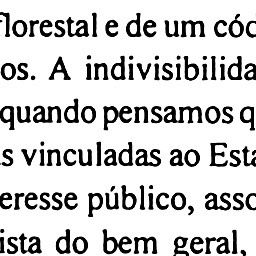 florestal e de um cód
os. A indivisibilida
quando pensamos q
s vinculadas ao Esta
eresse público, asso
ista do bem geral,